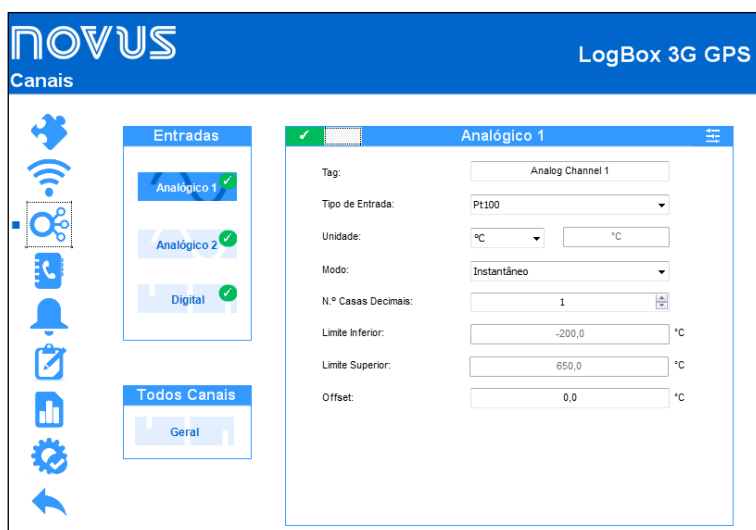 NOVUS
LogBox 3G GPS
Canais
Entradas
Analógico 1
Analógico 2
Digital
Todos Canais
Geral
Analógico 1
Tag: Analog Channel 1
Tipo de Entrada: Pt100
Unidade: ºC °C
Modo: Instantâneo
N.º Casas Decimais: 1
Limite Inferior: -200,0 °C
Limite Superior: 650,0 °C
Offset: 0,0 °C